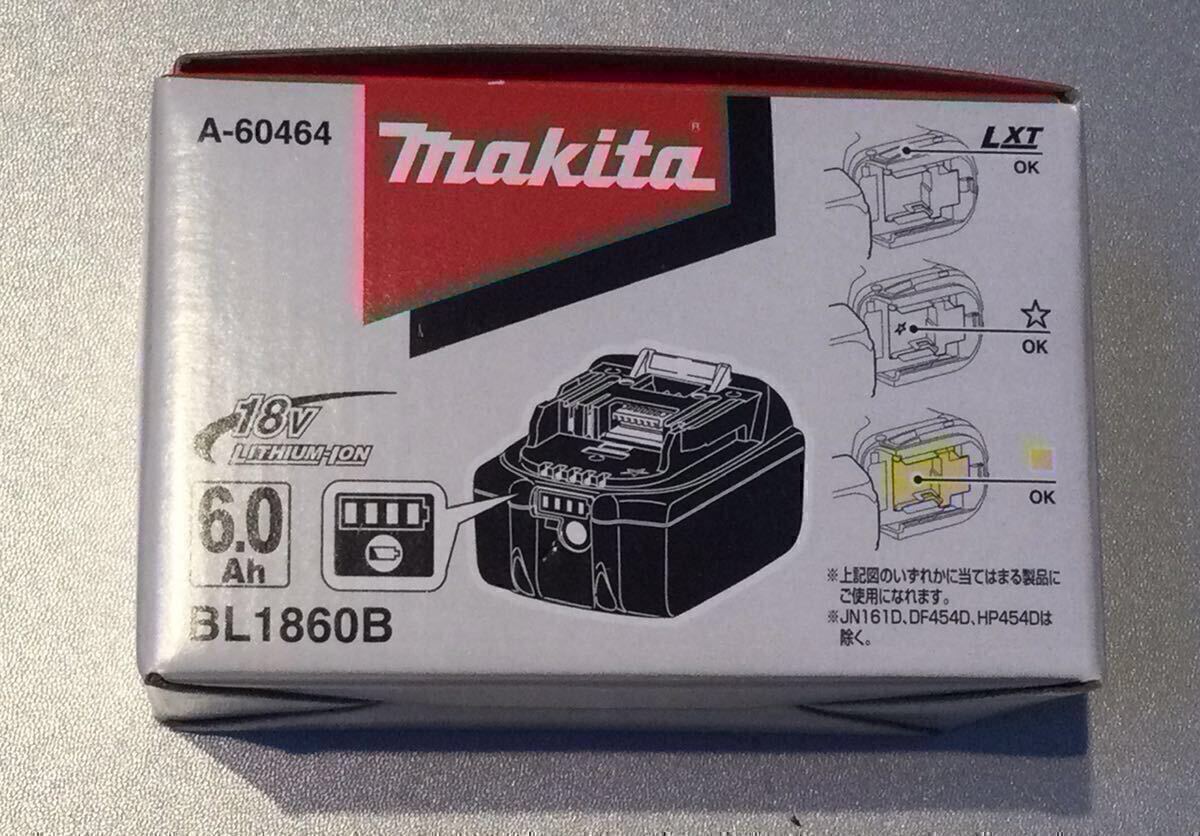 A-60464
makita®
LXT
OK
☆
OK
OK
18V
LITHIUM-ION
6.0
Ah
BL1860B
※上記図のいずれかに当てはまる製品に
ご使用になれます。
※JN161D、DF454D、HP454Dは
除く。